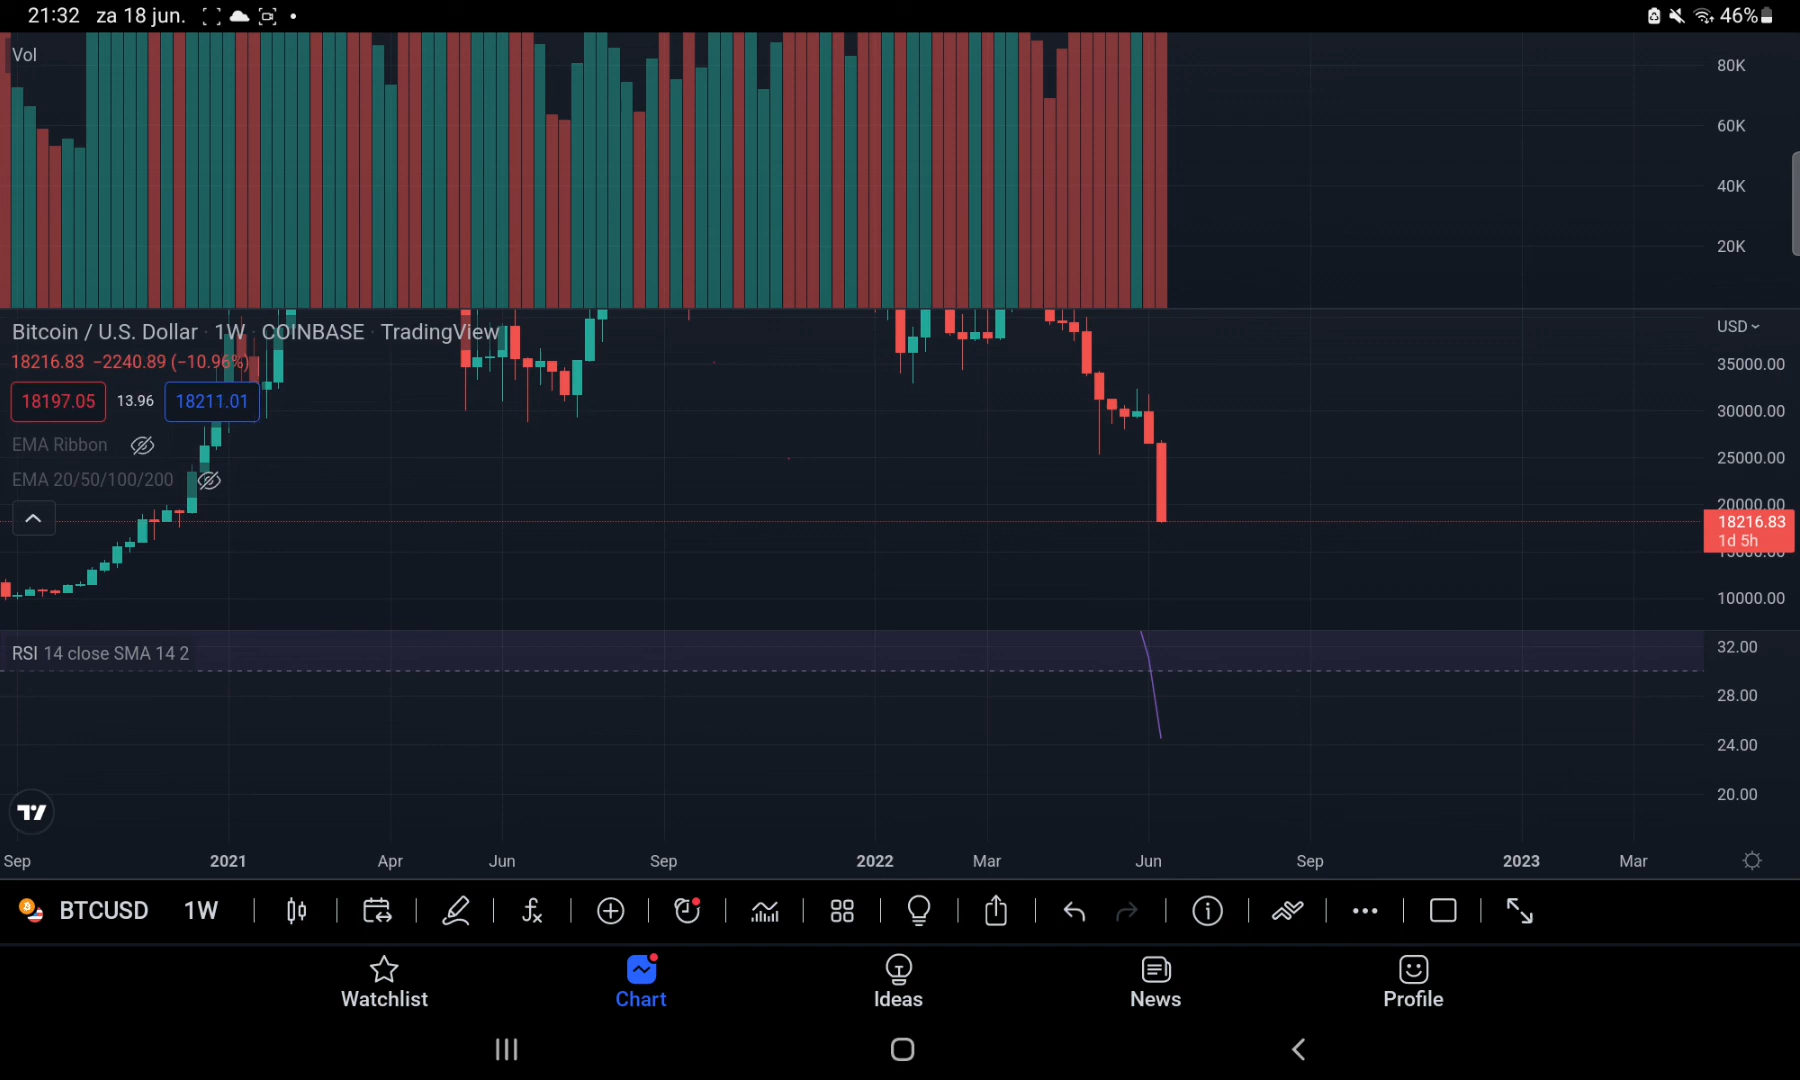 21:32 za 18 jun. 46%
Vol
80K
60K
40K
20K
Bitcoin / U.S. Dollar · 1W · COINBASE · TradingView
USD
18216.83 −2240.89 (−10.96%)
35000.00
18197.05 13.96 18211.01
30000.00
EMA Ribbon
25000.00
EMA 20/50/100/200
20000.00
18216.83
1d 5h
15000.00
10000.00
RSI 14 close SMA 14 2
32.00
28.00
24.00
20.00
Sep 2021 Apr Jun Sep 2022 Mar Jun Sep 2023 Mar
BTCUSD 1W
Watchlist Chart Ideas News Profile